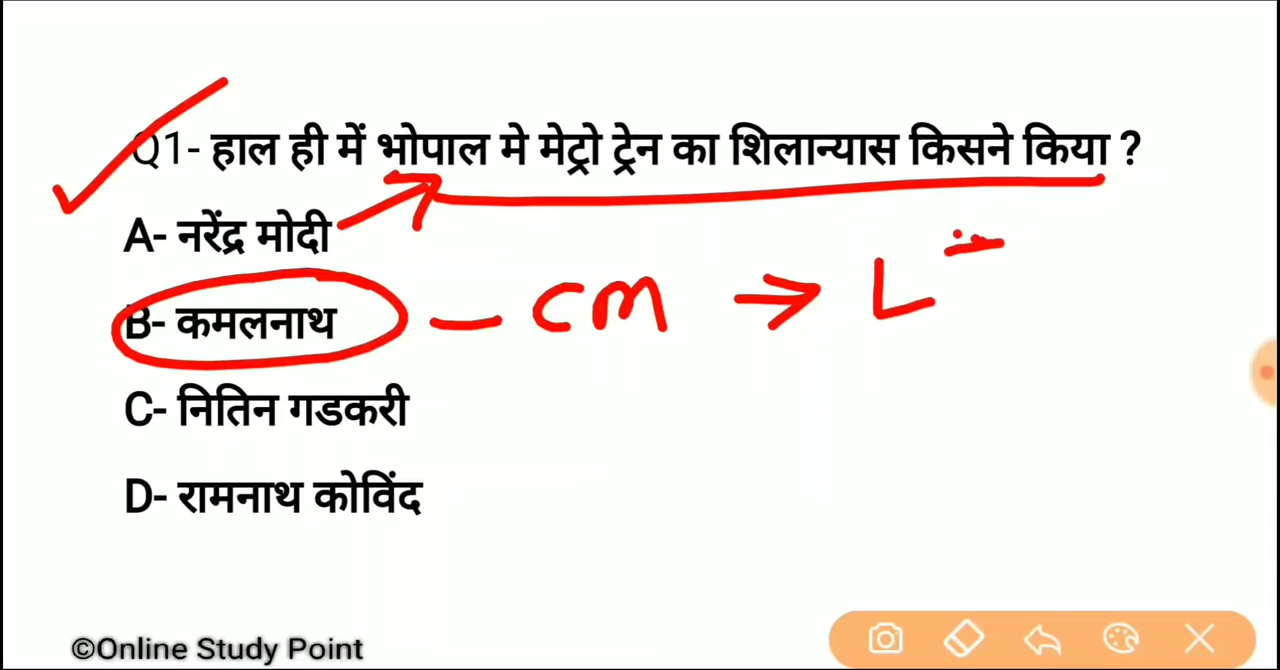 Q1- हाल ही में भोपाल मे मेट्रो ट्रेन का शिलान्यास किसने किया ?
A- नरेंद्र मोदी
B- कमलनाथ - CM → L
C- नितिन गडकरी
D- रामनाथ कोविंद
©Online Study Point